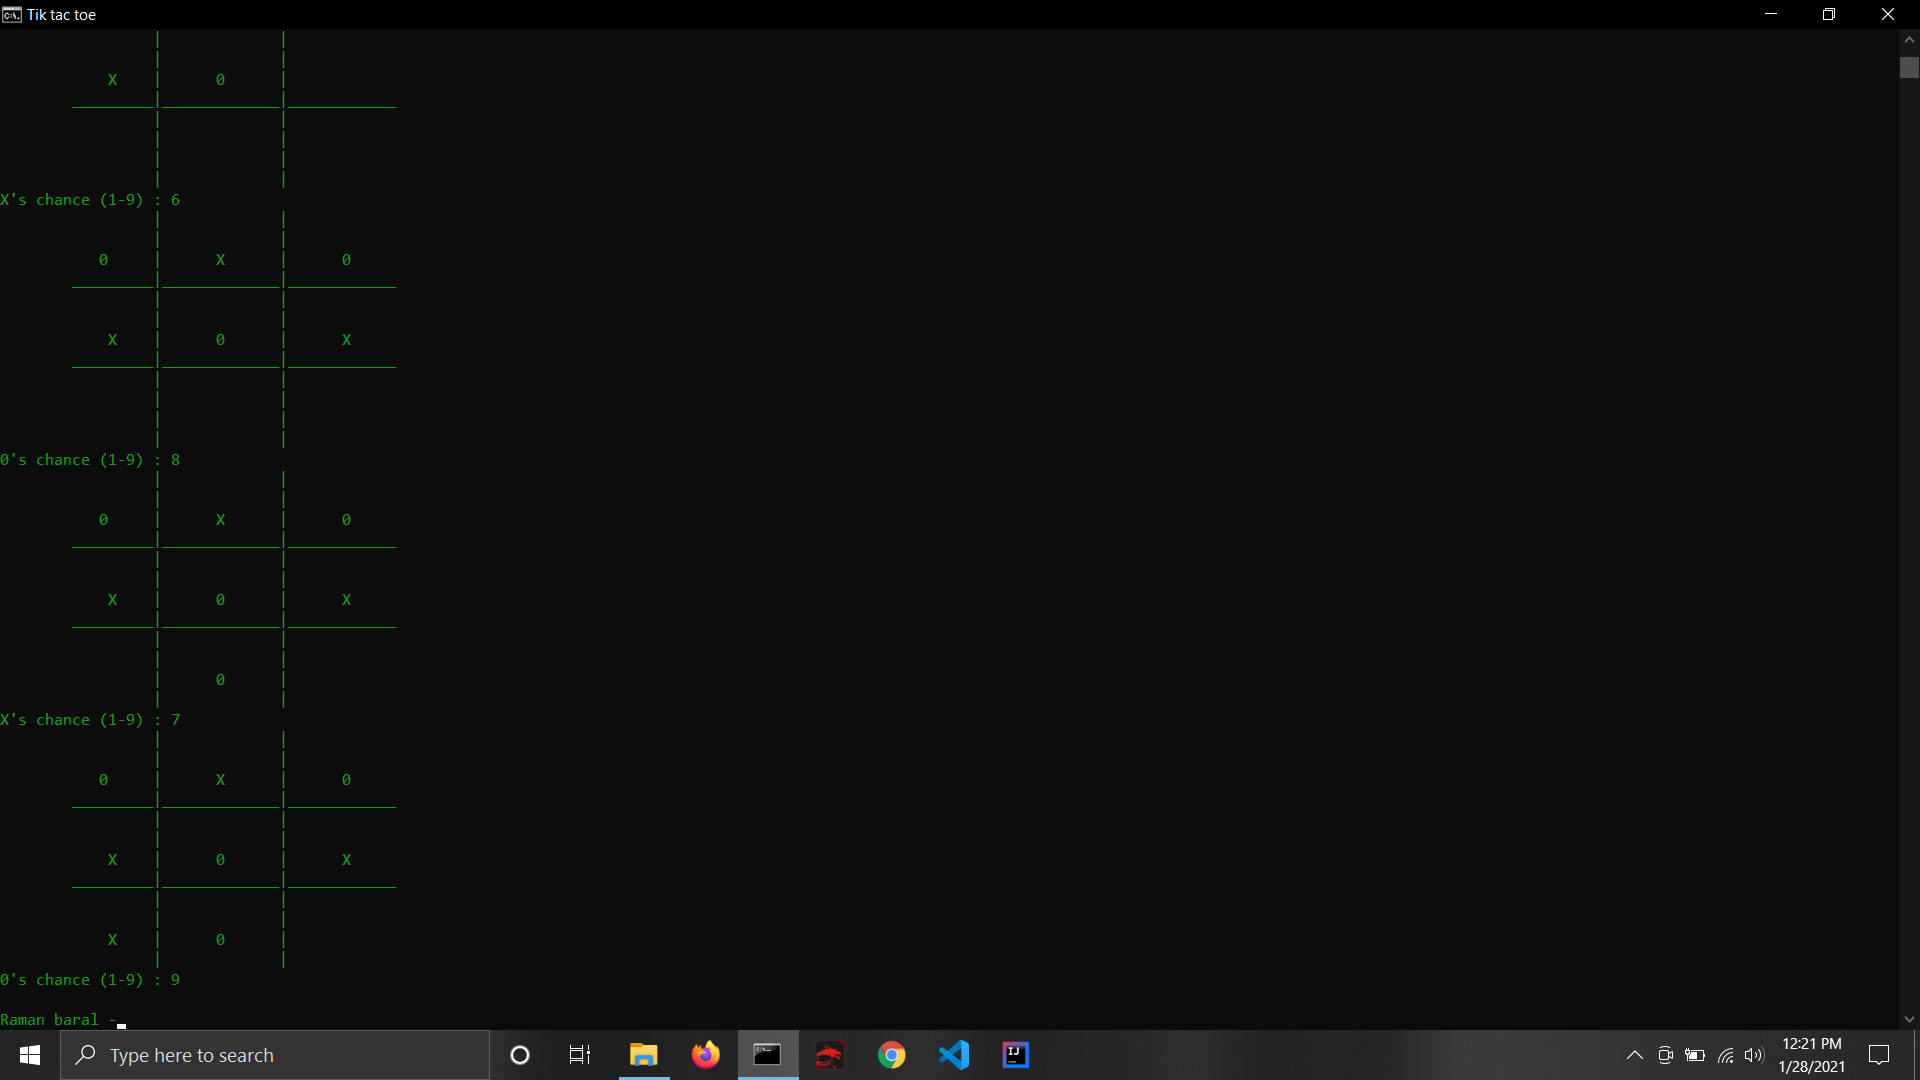 Tik tac toe
X 0
X's chance (1-9) : 6
0 X 0
X 0 X
0's chance (1-9) : 8
0 X 0
X 0 X
0
X's chance (1-9) : 7
0 X 0
X 0 X
X 0
0's chance (1-9) : 9
Raman baral -
Type here to search
IJ
12:21 PM
1/28/2021